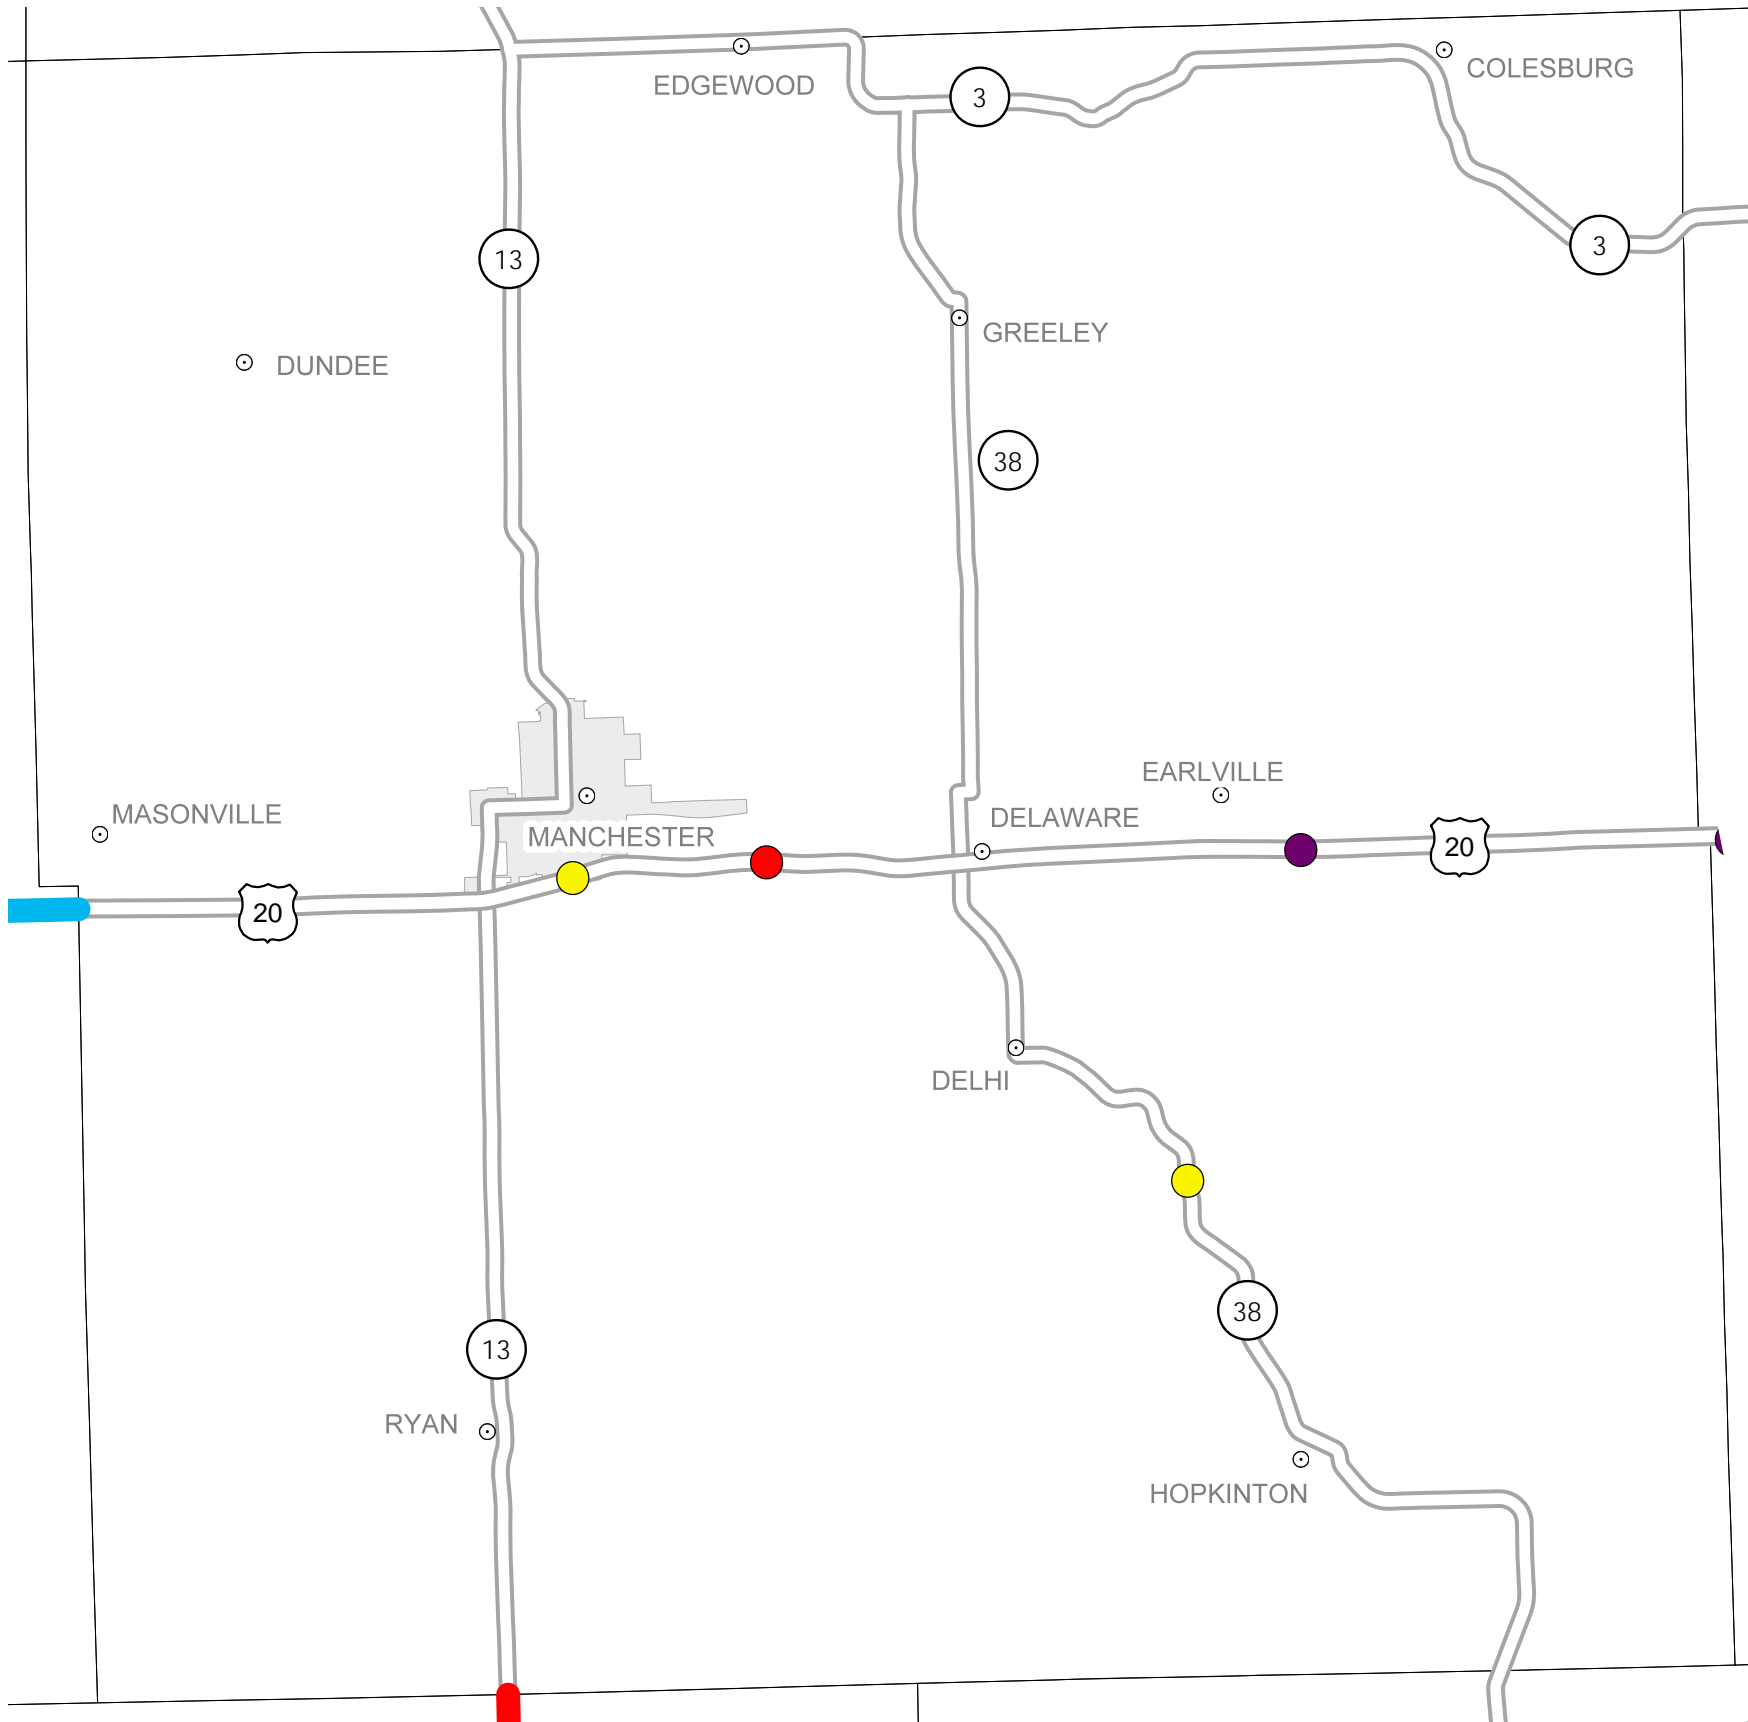 EDGEWOOD
COLESBURG
3
3
13
GREELEY
DUNDEE
38
EARLVILLE
MASONVILLE
DELAWARE
MANCHESTER
20
20
DELHI
38
13
RYAN
HOPKINTON